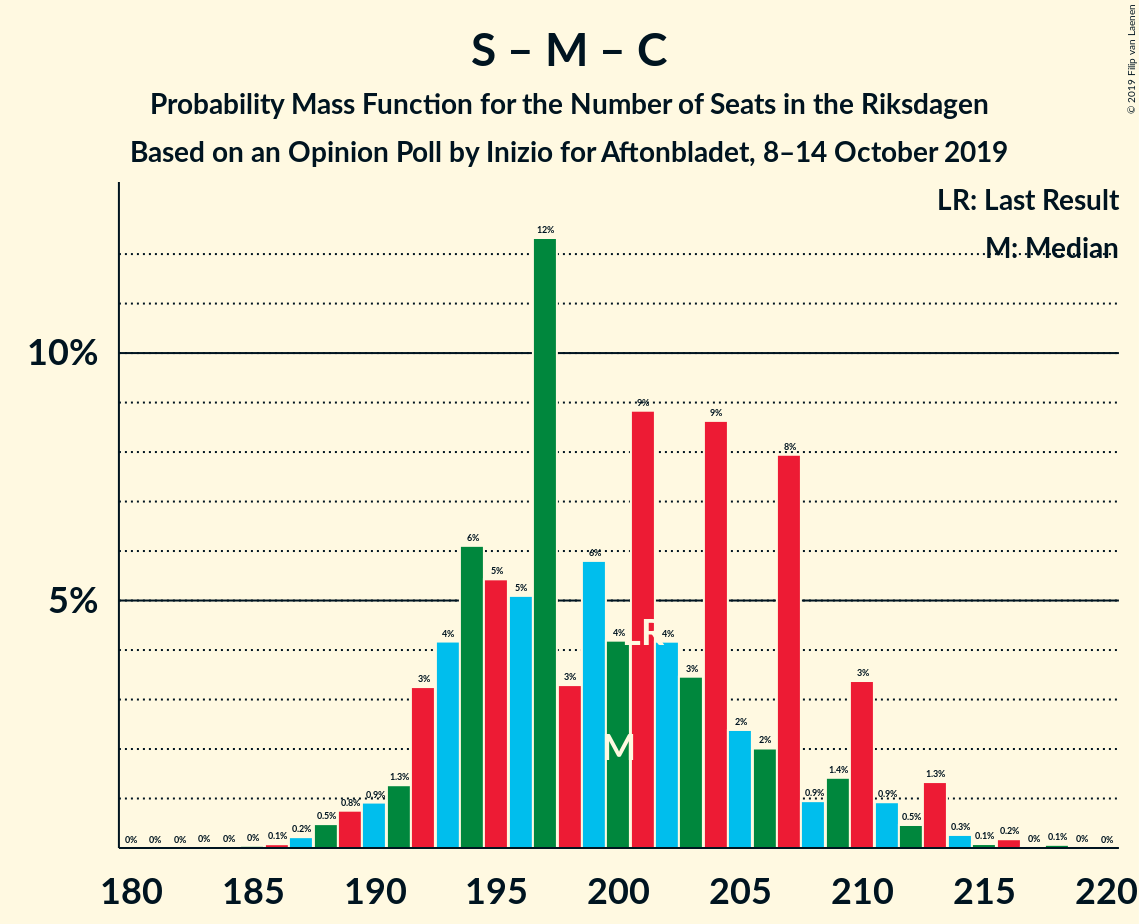 S – M – C
Probability Mass Function for the Number of Seats in the Riksdagen
Based on an Opinion Poll by Inizio for Aftonbladet, 8–14 October 2019
© 2019 Filip van Laenen
LR: Last Result
M: Median
10%
5%
0% 0% 0% 0% 0% 0% 0.1% 0.2% 0.5% 0.8% 0.9% 1.3% 3% 4% 6% 5% 5% 12% 3% 6% 4% 9% 4% 3% 9% 2% 2% 8% 0.9% 1.4% 3% 0.9% 0.5% 1.3% 0.3% 0.1% 0.2% 0% 0.1% 0% 0%
LR
M
180 185 190 195 200 205 210 215 220